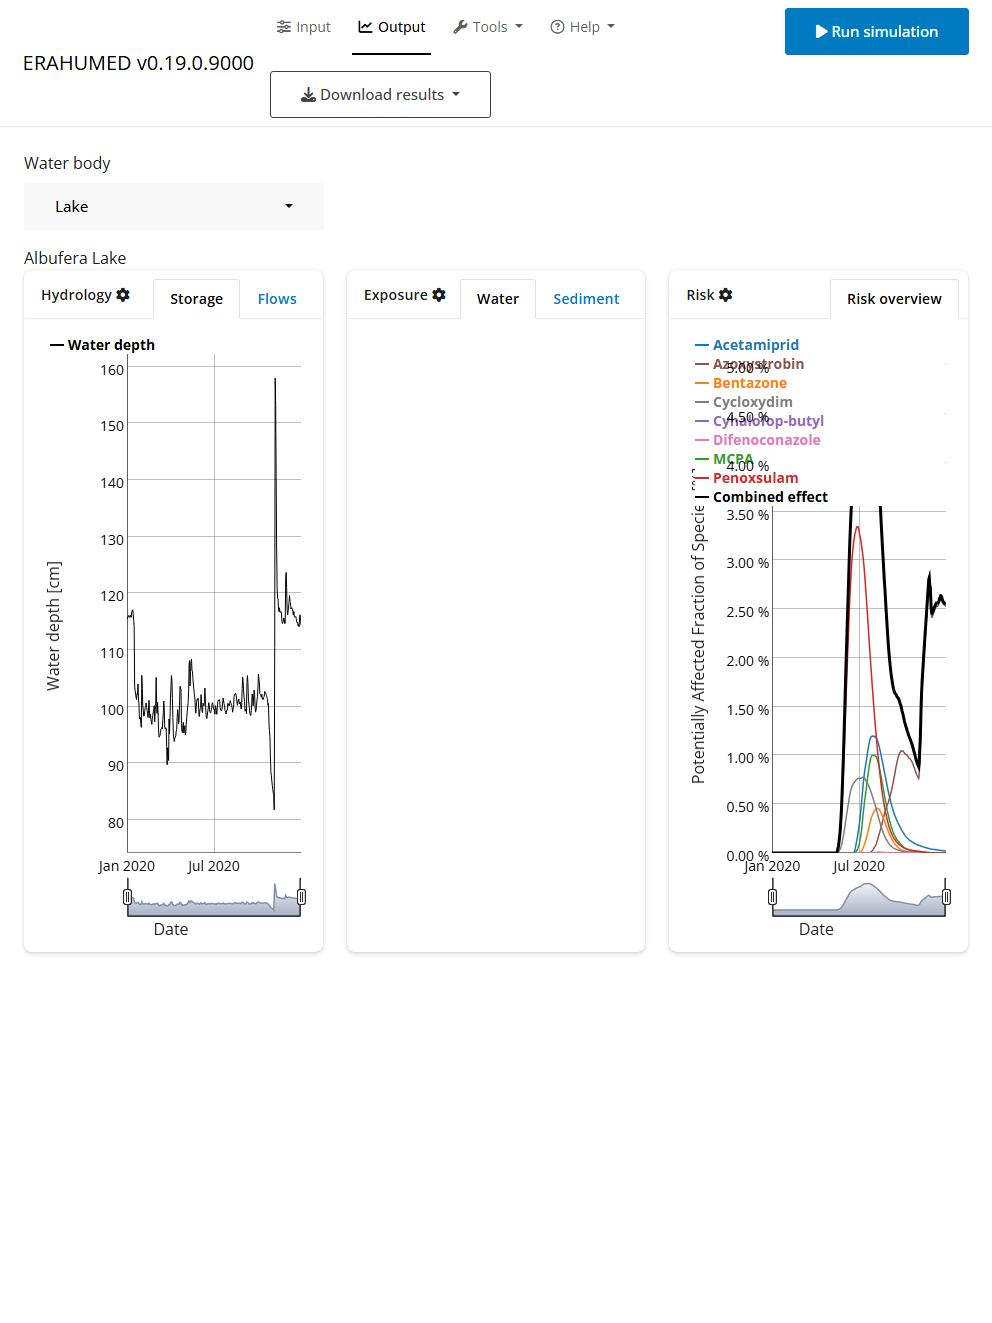 ERAHUMED v0.19.0.9000
Input
Output
Tools
Help
Run simulation
Download results
Water body
Lake
Albufera Lake
Hydrology
Storage
Flows
Water depth
160
150
140
130
120
110
100
90
80
Water depth [cm]
Jan 2020
Jul 2020
Date
Exposure
Water
Sediment
Risk
Risk overview
Acetamiprid
Azoxystrobin
Bentazone
Cycloxydim
Cyhalofop-butyl
Difenoconazole
MCPA
Penoxsulam
Combined effect
5.00 %
4.50 %
4.00 %
3.50 %
3.00 %
2.50 %
2.00 %
1.50 %
1.00 %
0.50 %
0.00 %
Potentially Affected Fraction of Specie
Jan 2020
Jul 2020
Date